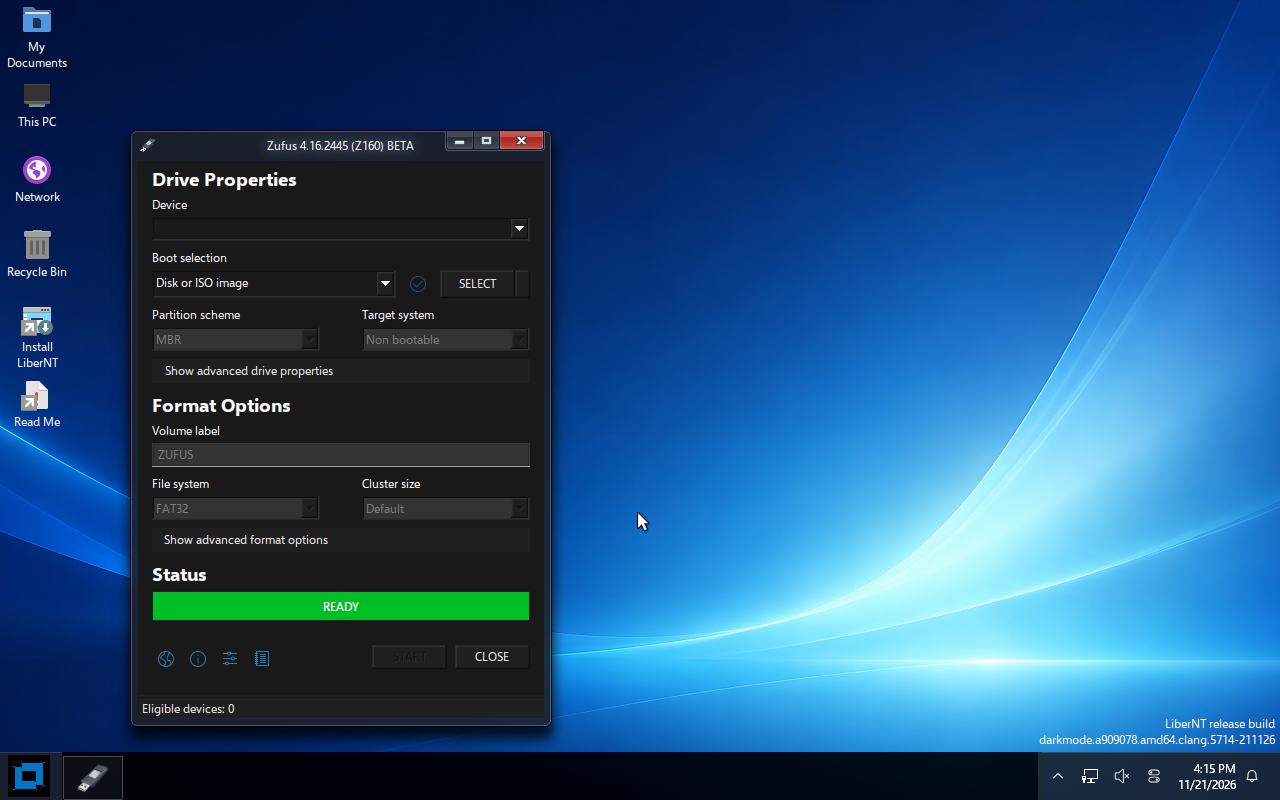 My
Documents
This PC
Network
Recycle Bin
Install
LiberNT
Read Me
Zufus 4.16.2445 (Z160) BETA
Drive Properties
Device
Boot selection
Disk or ISO image
SELECT
Partition scheme
Target system
MBR
Non bootable
Show advanced drive properties
Format Options
Volume label
ZUFUS
File system
Cluster size
FAT32
Default
Show advanced format options
Status
READY
START
CLOSE
Eligible devices: 0
LiberNT release build
darkmode.a909078.amd64.clang.5714-211126
4:15 PM
11/21/2026